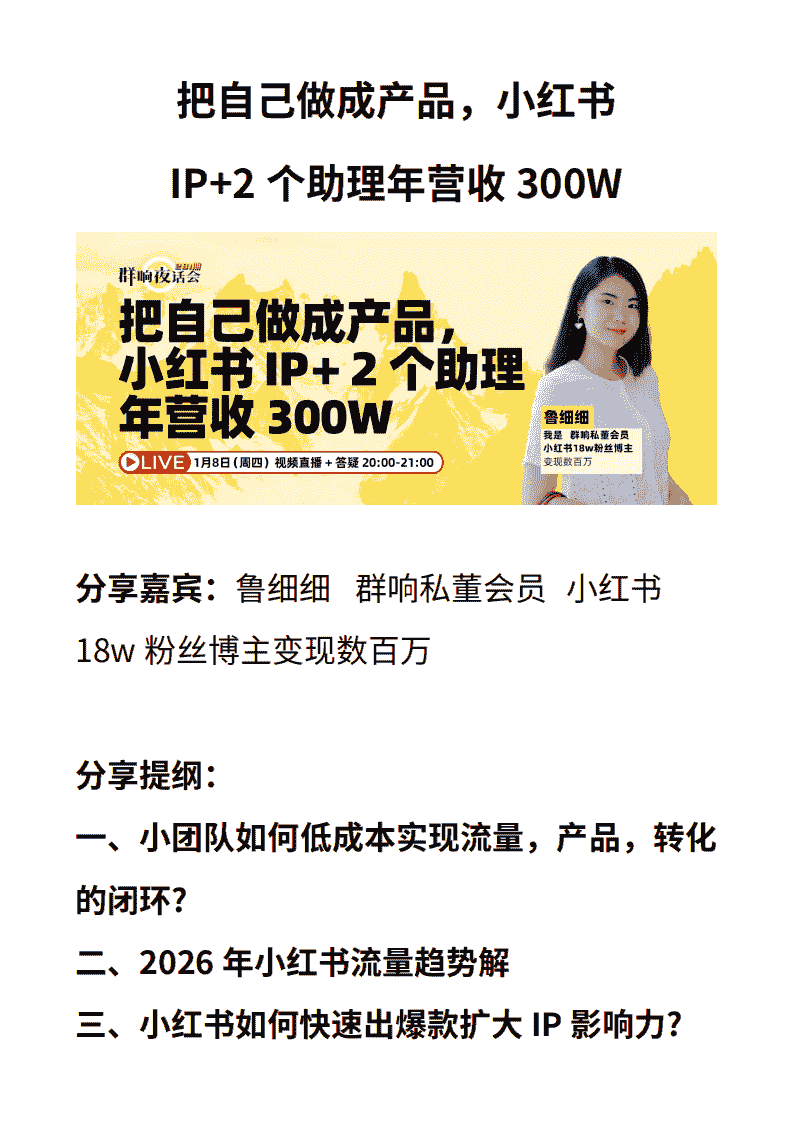 把自己做成产品，小红书
IP+2 个助理年营收 300W
群响夜话会
把自己做成产品，
小红书 IP+ 2 个助理
年营收 300W
LIVE 1月8日（周四）视频直播 + 答疑 20:00-21:00
鲁细细
我是 群响私董会员
小红书18w粉丝博主
变现数百万
分享嘉宾：鲁细细 群响私董会员 小红书
18w 粉丝博主变现数百万
分享提纲：
一、小团队如何低成本实现流量，产品，转化
的闭环?
二、2026 年小红书流量趋势解
三、小红书如何快速出爆款扩大 IP 影响力?